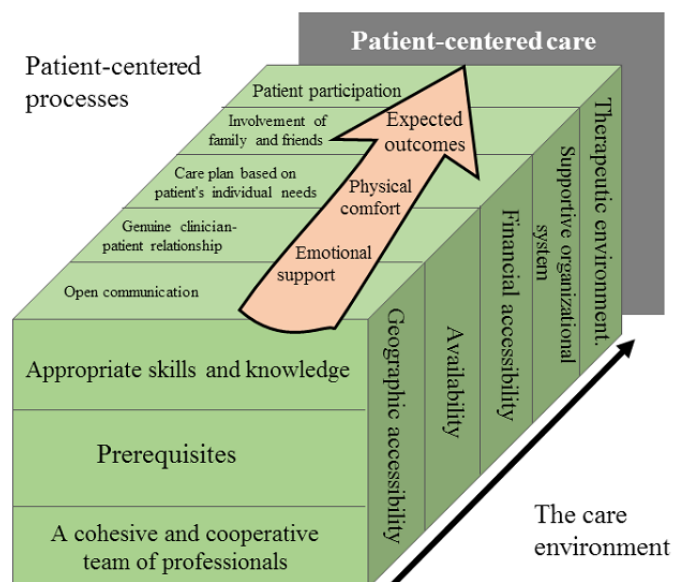 Patient-centered care
Patient-centered
processes
Patient participation
Involvement of
family and friends
Care plan based on
patient's individual needs
Genuine clinician-
patient relationship
Open communication
Expected
outcomes
Physical
comfort
Emotional
support
Appropriate skills and knowledge
Prerequisites
A cohesive and cooperative
team of professionals
Geographic accessibility
Availability
Financial accessibility
Supportive organizational
system
Therapeutic environment.
The care
environment